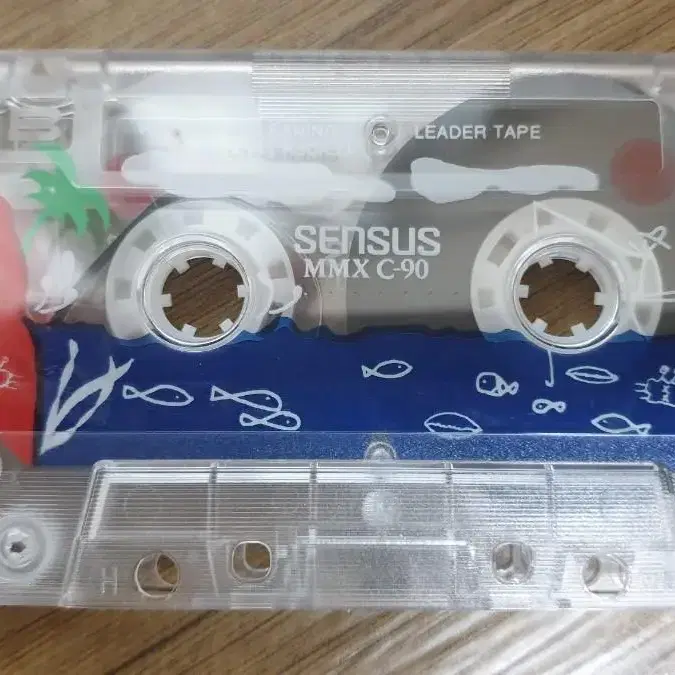 B
LEADER TAPE
SENSUS
MMX C-90
H